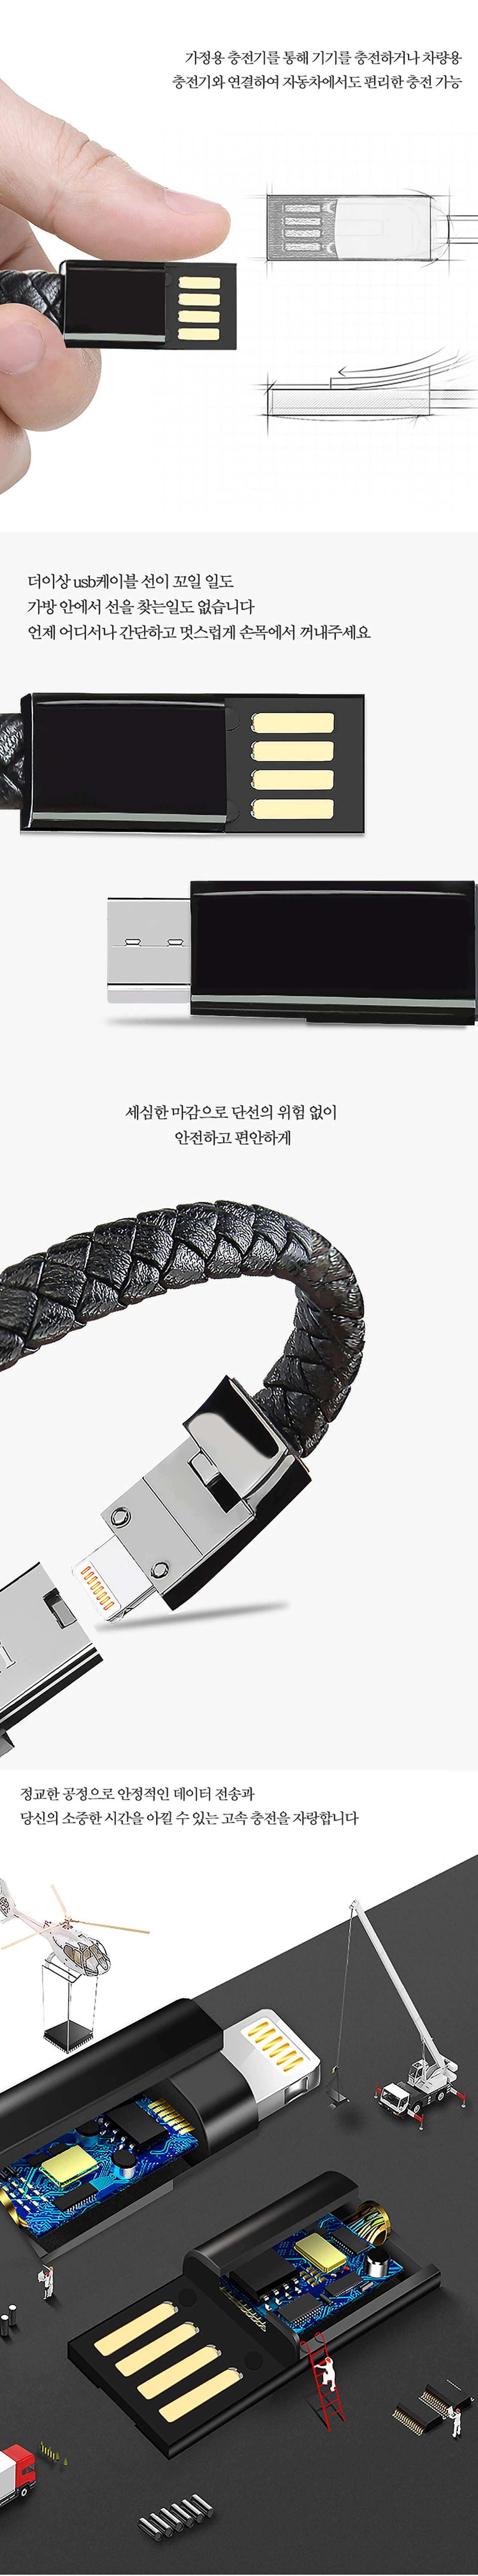 가정용 충전기를 통해 기기를 충전하거나 차량용
충전기와 연결하여 자동차에서도 편리한 충전 가능
더이상 usb케이블 선이 꼬일 일도
가방 안에서 선을 찾는일도 없습니다
언제 어디서나 간단하고 멋스럽게 손목에서 꺼내주세요
세심한 마감으로 단선의 위험 없이
안전하고 편안하게
정교한 공정으로 안정적인 데이터 전송과
당신의 소중한 시간을 아낄 수 있는 고속 충전을 자랑합니다